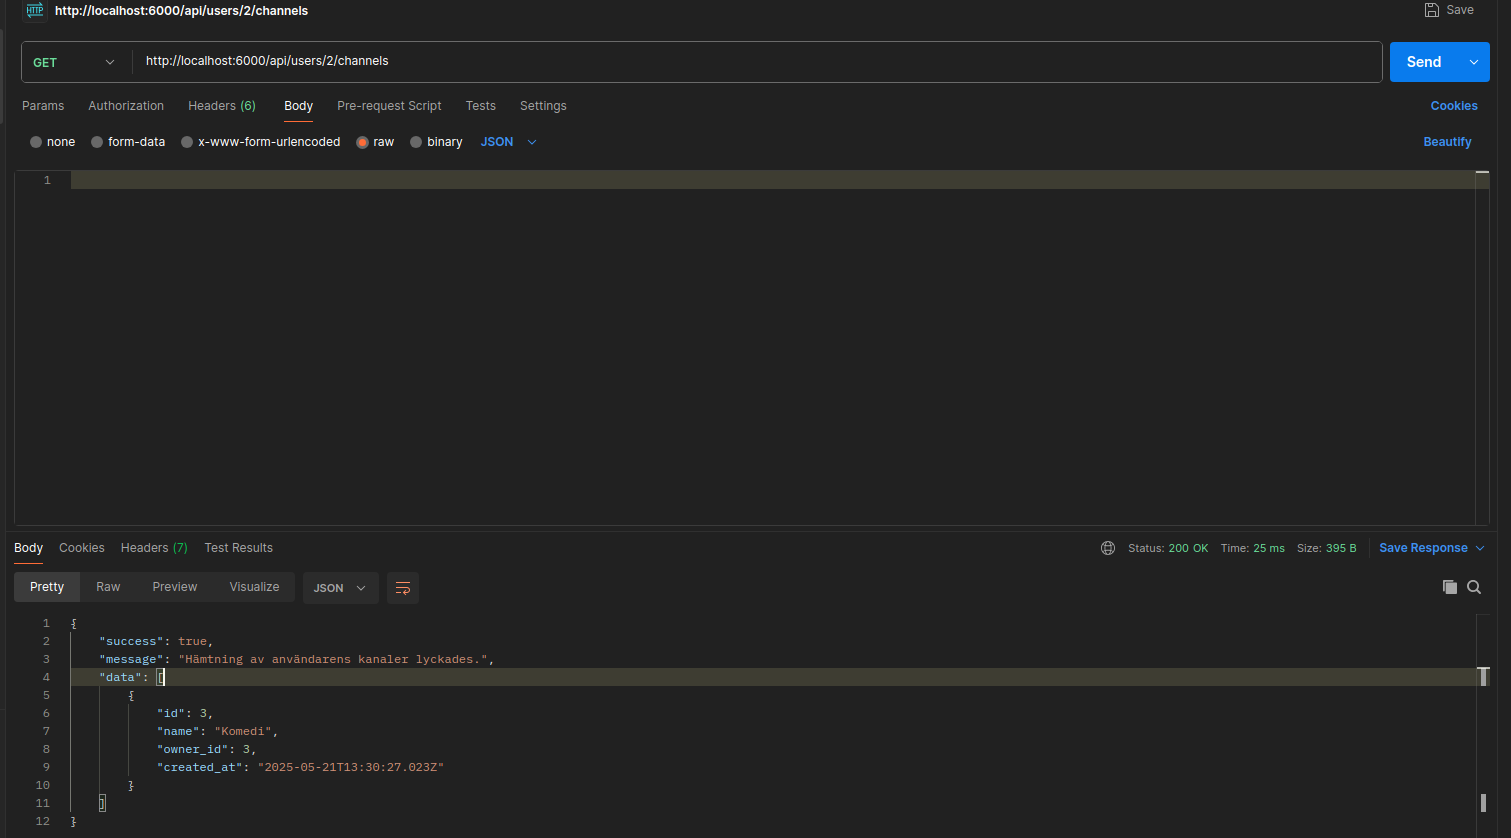 HTTP http://localhost:6000/api/users/2/channels Save
GET http://localhost:6000/api/users/2/channels Send
Params Authorization Headers (6) Body Pre-request Script Tests Settings Cookies
none form-data x-www-form-urlencoded raw binary JSON Beautify
1
Body Cookies Headers (7) Test Results Status: 200 OK Time: 25 ms Size: 395 B Save Response
Pretty Raw Preview Visualize JSON
1 {
2 "success": true,
3 "message": "Hämtning av användarens kanaler lyckades.",
4 "data": [
5 {
6 "id": 3,
7 "name": "Komedi",
8 "owner_id": 3,
9 "created_at": "2025-05-21T13:30:27.023Z"
10 }
11 ]
12 }